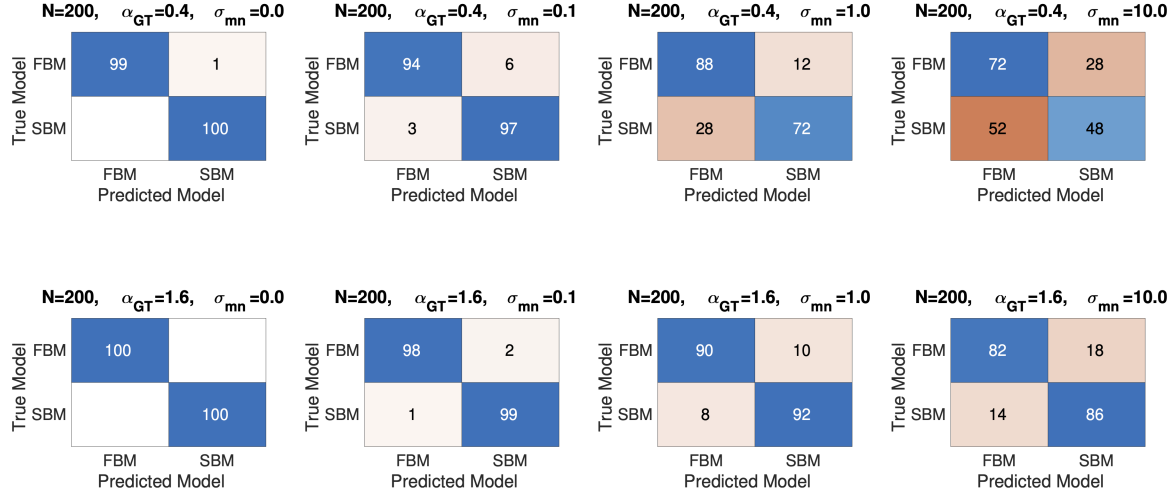 N=200, α_GT=0.4, σ_mn=0.0
True Model
FBM 99 1
SBM 100
FBM SBM
Predicted Model
N=200, α_GT=0.4, σ_mn=0.1
True Model
FBM 94 6
SBM 3 97
FBM SBM
Predicted Model
N=200, α_GT=0.4, σ_mn=1.0
True Model
FBM 88 12
SBM 28 72
FBM SBM
Predicted Model
N=200, α_GT=0.4, σ_mn=10.0
True Model
FBM 72 28
SBM 52 48
FBM SBM
Predicted Model
N=200, α_GT=1.6, σ_mn=0.0
True Model
FBM 100
SBM 100
FBM SBM
Predicted Model
N=200, α_GT=1.6, σ_mn=0.1
True Model
FBM 98 2
SBM 1 99
FBM SBM
Predicted Model
N=200, α_GT=1.6, σ_mn=1.0
True Model
FBM 90 10
SBM 8 92
FBM SBM
Predicted Model
N=200, α_GT=1.6, σ_mn=10.0
True Model
FBM 82 18
SBM 14 86
FBM SBM
Predicted Model